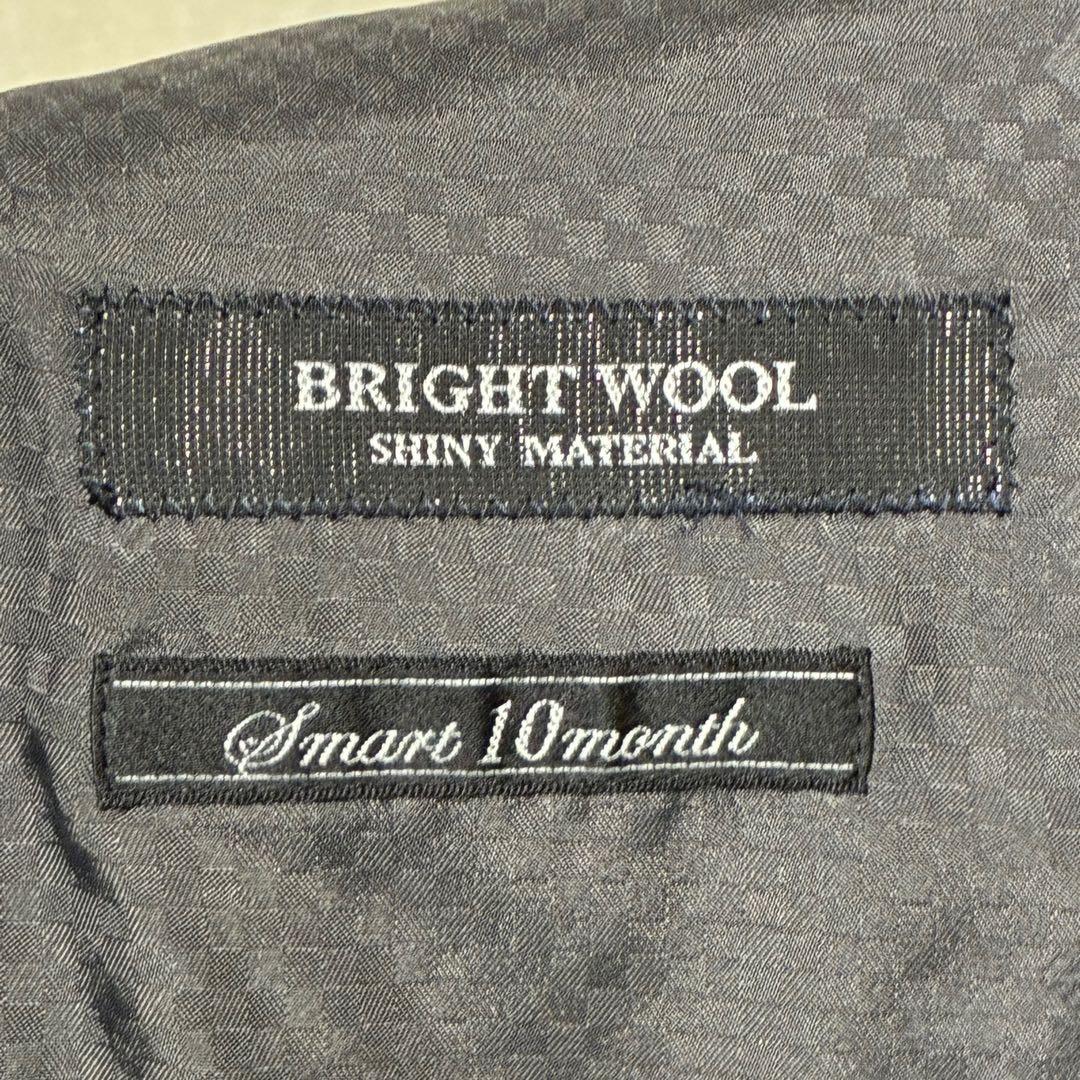 BRIGHT WOOL
SHINY MATERIAL
Smart 10month